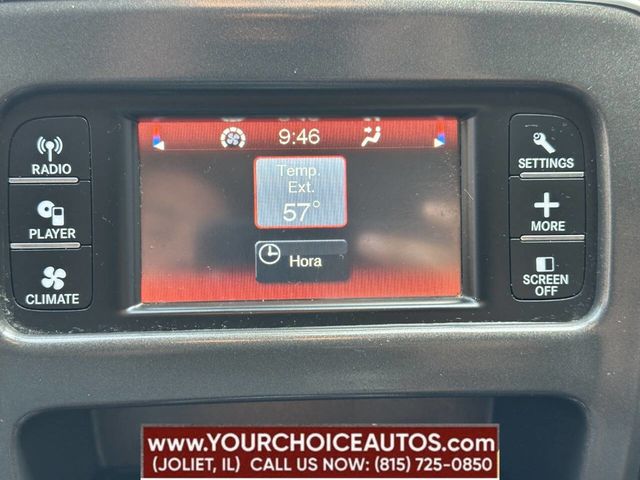 9:46
RADIO
PLAYER
CLIMATE
Temp.
Ext.
57°
Hora
SETTINGS
MORE
SCREEN
OFF
WWW.YOURCHOICEAUTOS.COM
(JOLIET, IL) CALL US NOW: (815) 725-0850